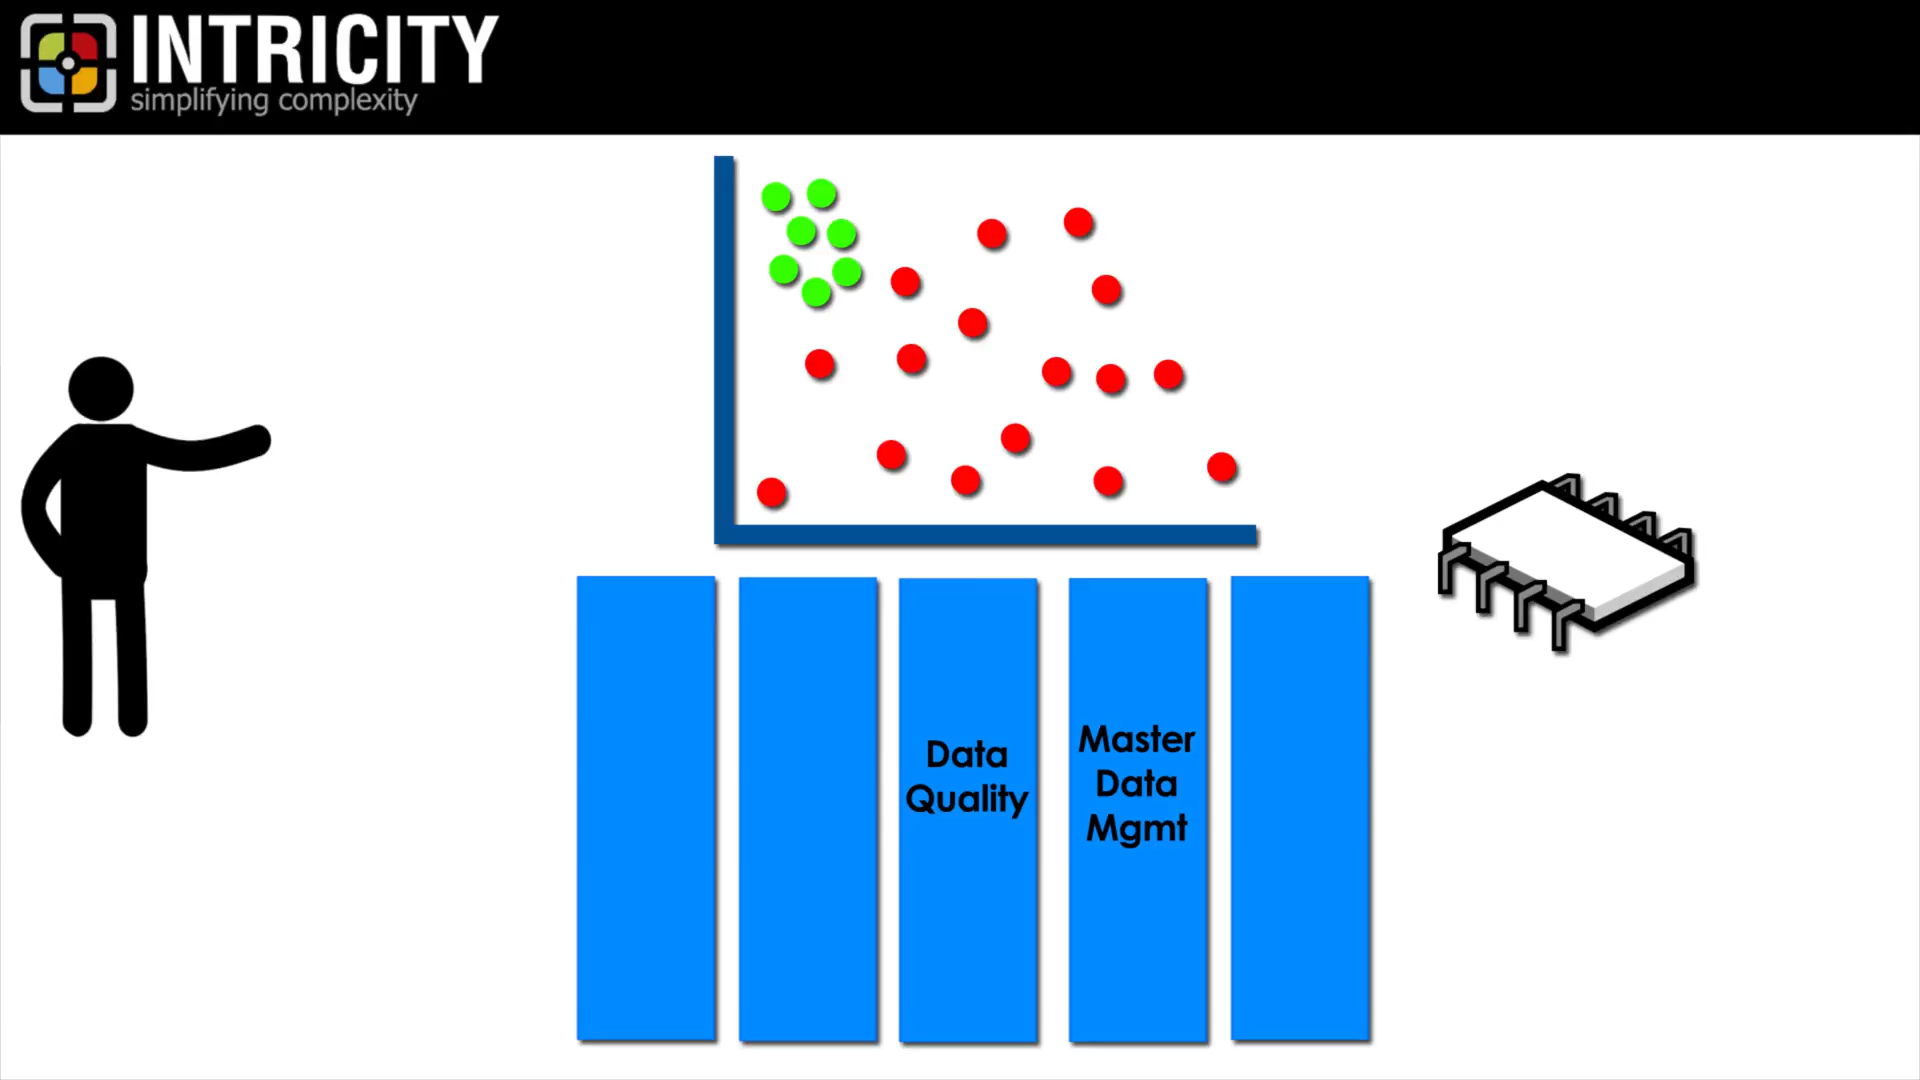 INTRICITY
simplifying complexity
Data
Quality
Master
Data
Mgmt